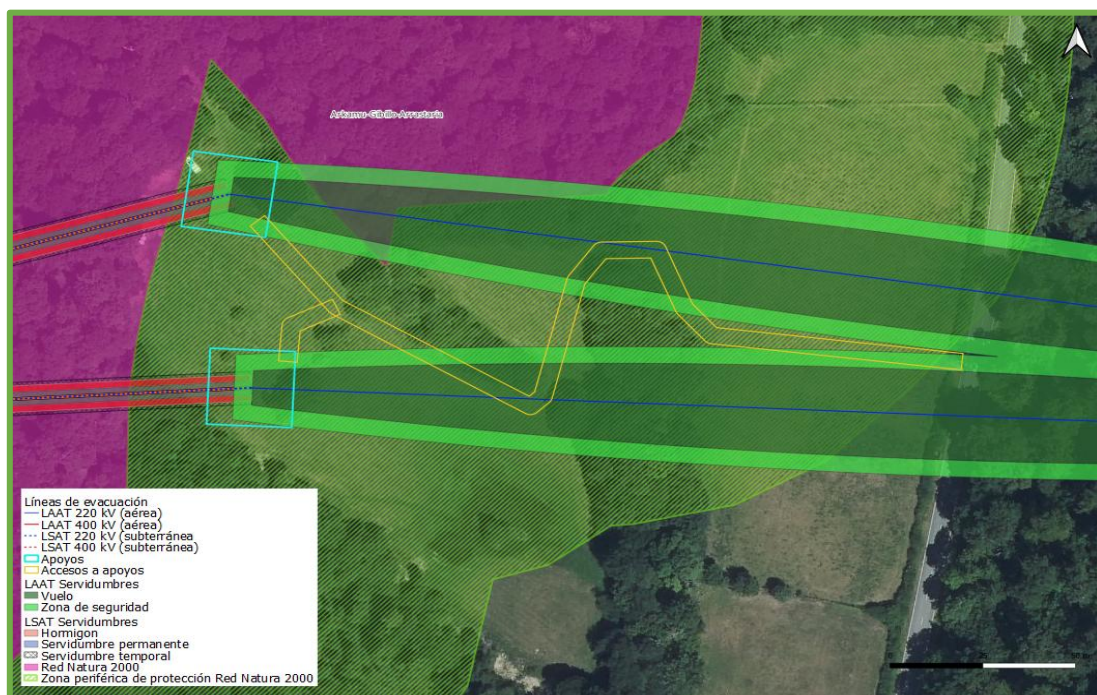 Arkamu-Gibillo-Arrastaria
Líneas de evacuación
LAAT 220 kV (aérea)
LAAT 400 kV (aérea)
LSAT 220 kV (subterránea
LSAT 400 kV (subterránea)
Apoyos
Accesos a apoyos
LAAT Servidumbres
Vuelo
Zona de seguridad
LSAT Servidumbres
Hormigon
Servidumbre permanente
Servidumbre temporal
Red Natura 2000
Zona periférica de protección Red Natura 2000